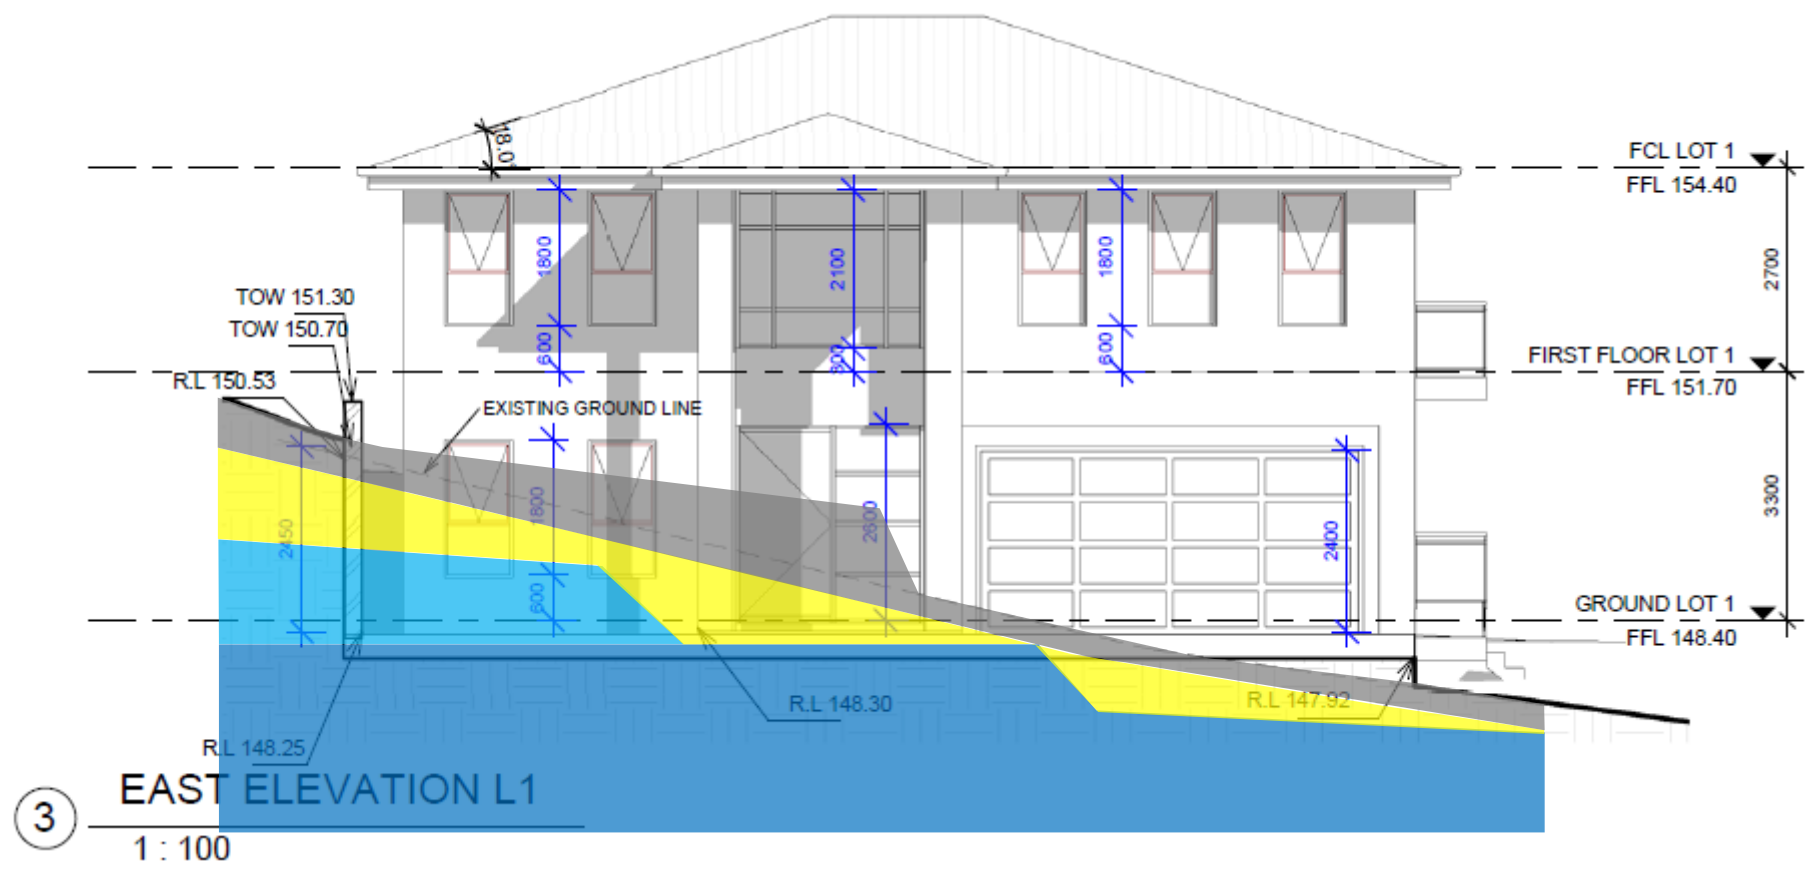 18.0°
FCL LOT 1
FFL 154.40
1800
2100
1800
2700
TOW 151.30
TOW 150.70
600
300
600
FIRST FLOOR LOT 1
FFL 151.70
R.L 150.53
EXISTING GROUND LINE
2450
1800
2600
2400
3300
600
GROUND LOT 1
FFL 148.40
R.L 148.30
R.L 147.92
R.L 148.25
EAST ELEVATION L1
3
1 : 100